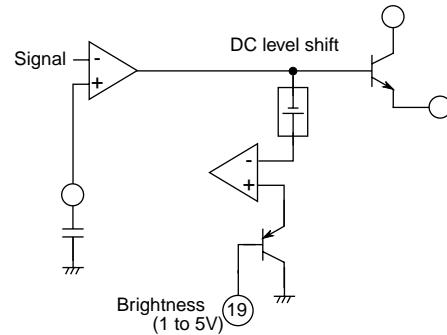 DC level shift
Signal
-
+
-
+
19
Brightness
(1 to 5V)